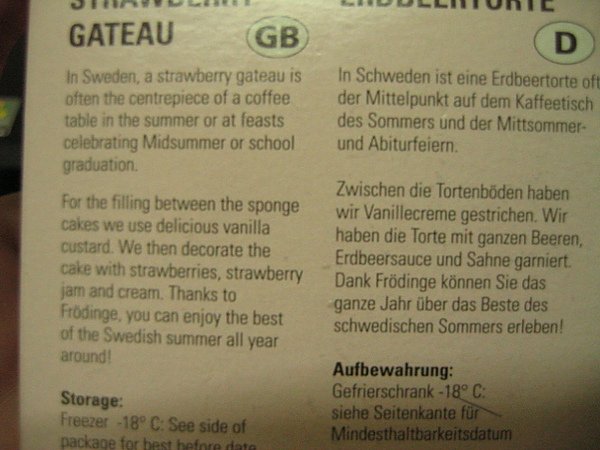 STRAWBERRY
GATEAU GB
In Sweden, a strawberry gateau is
often the centrepiece of a coffee
table in the summer or at feasts
celebrating Midsummer or school
graduation.
For the filling between the sponge
cakes we use delicious vanilla
custard. We then decorate the
cake with strawberries, strawberry
jam and cream. Thanks to
Frödinge, you can enjoy the best
of the Swedish summer all year
around!
Storage:
Freezer -18° C: See side of
package for best before date
ERDBEERTORTE
D
In Schweden ist eine Erdbeertorte oft
der Mittelpunkt auf dem Kaffeetisch
des Sommers und der Mittsommer-
und Abiturfeiern.
Zwischen die Tortenböden haben
wir Vanillecreme gestrichen. Wir
haben die Torte mit ganzen Beeren,
Erdbeersauce und Sahne garniert.
Dank Frödinge können Sie das
ganze Jahr über das Beste des
schwedischen Sommers erleben!
Aufbewahrung:
Gefrierschrank -18° C:
siehe Seitenkante für
Mindesthaltbarkeitsdatum